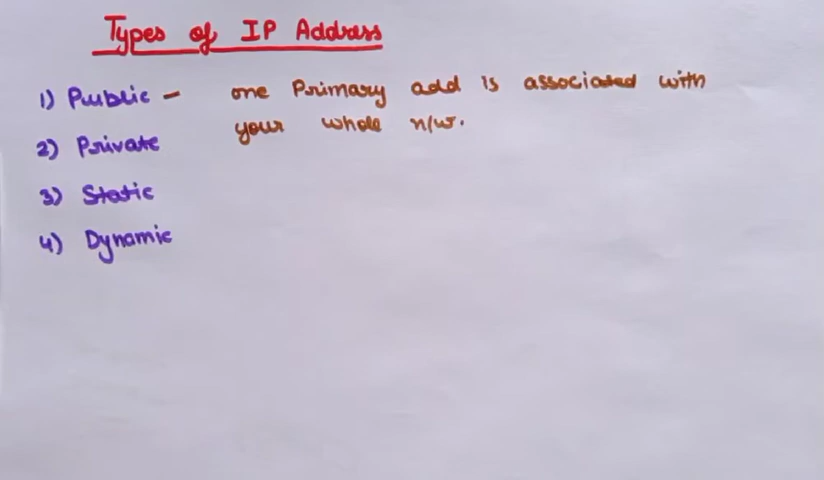 Types of IP Address
1) Public - one Primary add is associated with
your whole n/w.
2) Private
3) Static
4) Dynamic